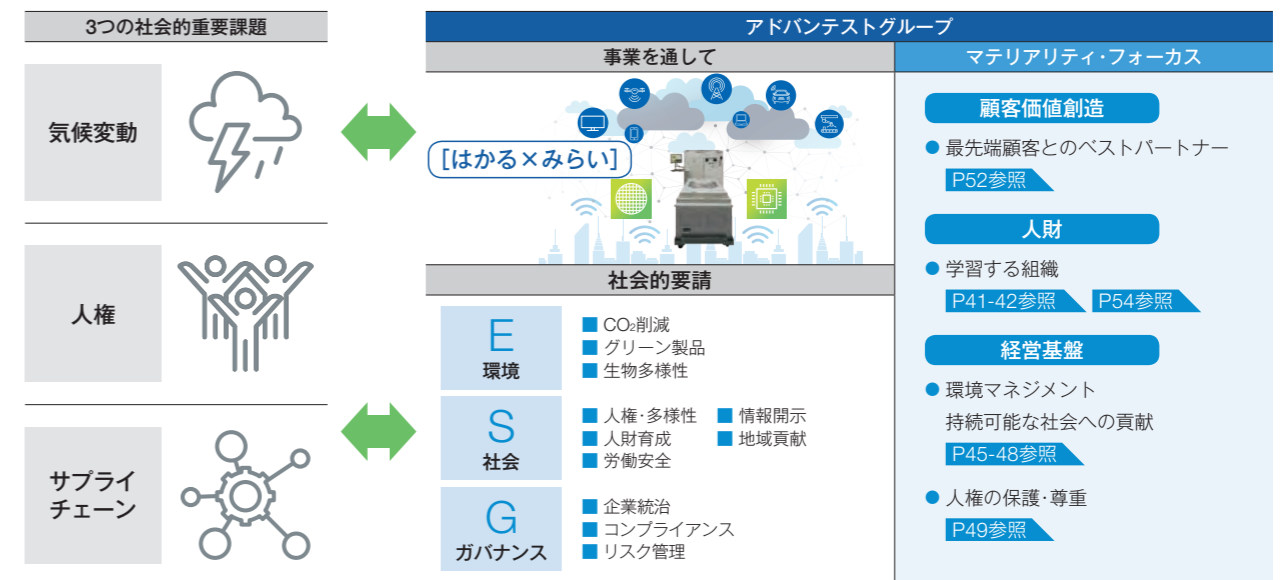 3つの社会的重要課題
気候変動
人権
サプライ
チェーン
アドバンテストグループ
事業を通して
[はかる×みらい]
社会的要請
E
環境
■ CO₂削減
■ グリーン製品
■ 生物多様性
S
社会
■ 人権・多様性 ■ 情報開示
■ 人財育成 ■ 地域貢献
■ 労働安全
G
ガバナンス
■ 企業統治
■ コンプライアンス
■ リスク管理
マテリアリティ・フォーカス
顧客価値創造
● 最先端顧客とのベストパートナー
P52参照
人財
● 学習する組織
P41-42参照 P54参照
経営基盤
● 環境マネジメント
持続可能な社会への貢献
P45-48参照
● 人権の保護・尊重
P49参照